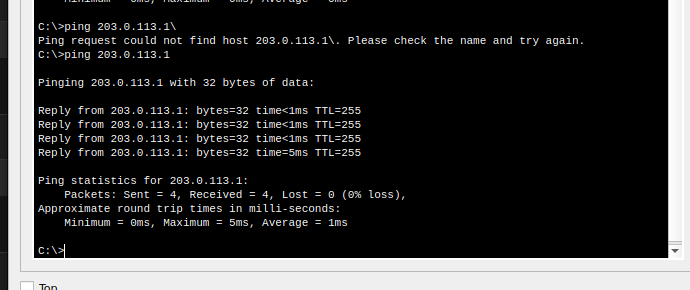 C:\>ping 203.0.113.1\
Ping request could not find host 203.0.113.1\. Please check the name and try again.
C:\>ping 203.0.113.1
Pinging 203.0.113.1 with 32 bytes of data:
Reply from 203.0.113.1: bytes=32 time<1ms TTL=255
Reply from 203.0.113.1: bytes=32 time<1ms TTL=255
Reply from 203.0.113.1: bytes=32 time<1ms TTL=255
Reply from 203.0.113.1: bytes=32 time=5ms TTL=255
Ping statistics for 203.0.113.1:
Packets: Sent = 4, Received = 4, Lost = 0 (0% loss),
Approximate round trip times in milli-seconds:
Minimum = 0ms, Maximum = 5ms, Average = 1ms
C:\>
Top